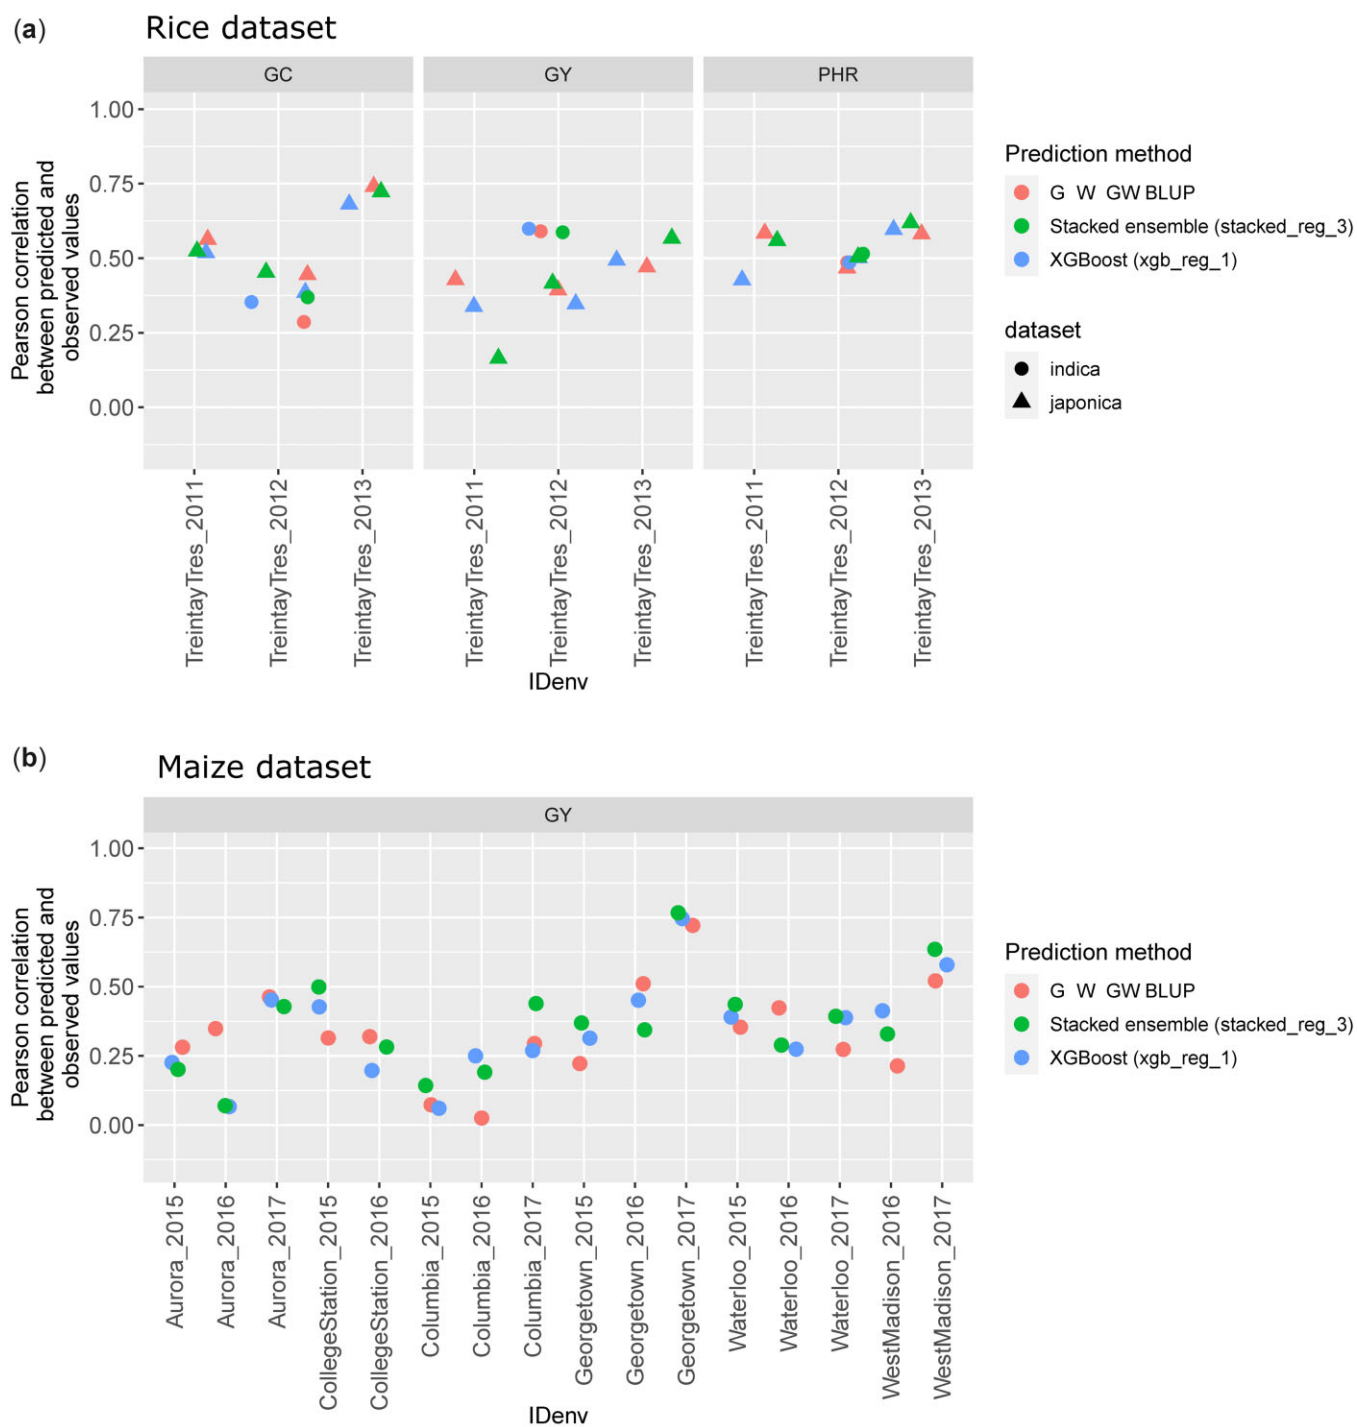 (a) Rice dataset
GC GY PHR
Pearson correlation
between predicted and
observed values
1.00
0.75
0.50
0.25
0.00
TreintayTres_2011
TreintayTres_2012
TreintayTres_2013
TreintayTres_2011
TreintayTres_2012
TreintayTres_2013
TreintayTres_2011
TreintayTres_2012
TreintayTres_2013
IDenv
Prediction method
G W GW BLUP
Stacked ensemble (stacked_reg_3)
XGBoost (xgb_reg_1)
dataset
indica
japonica
(b) Maize dataset
GY
Pearson correlation
between predicted and
observed values
1.00
0.75
0.50
0.25
0.00
Aurora_2015
Aurora_2016
Aurora_2017
CollegeStation_2015
CollegeStation_2016
Columbia_2015
Columbia_2016
Columbia_2017
Georgetown_2015
Georgetown_2016
Georgetown_2017
Waterloo_2015
Waterloo_2016
Waterloo_2017
WestMadison_2016
WestMadison_2017
IDenv
Prediction method
G W GW BLUP
Stacked ensemble (stacked_reg_3)
XGBoost (xgb_reg_1)